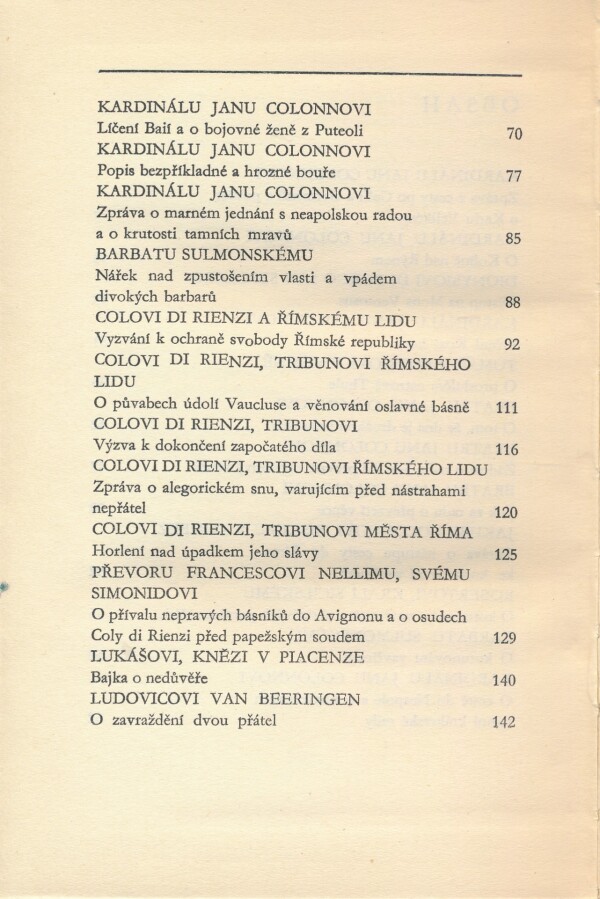 KARDINÁLU JANU COLONNOVI
Líčení Baií a o bojovné ženě z Puteoli 70
KARDINÁLU JANU COLONNOVI
Popis bezpříkladné a hrozné bouře 77
KARDINÁLU JANU COLONNOVI
Zpráva o marném jednání s neapolskou radou
a o krutosti tamních mravů 85
BARBATU SULMONSKÉMU
Nářek nad zpustošením vlasti a vpádem
divokých barbarů 88
COLOVI DI RIENZI A ŘÍMSKÉMU LIDU
Vyzvání k ochraně svobody Římské republiky 92
COLOVI DI RIENZI, TRIBUNOVI ŘÍMSKÉHO
LIDU
O půvabech údolí Vaucluse a věnování oslavné básně 111
COLOVI DI RIENZI, TRIBUNOVI
Výzva k dokončení započatého díla 116
COLOVI DI RIENZI, TRIBUNOVI ŘÍMSKÉHO LIDU
Zpráva o alegorickém snu, varujícím před nástrahami
nepřátel 120
COLOVI DI RIENZI, TRIBUNOVI MĚSTA ŘÍMA
Horlení nad úpadkem jeho slávy 125
PŘEVORU FRANCESCOVI NELLIMU, SVÉMU
SIMONIDOVI
O přívalu nepravých básníků do Avignonu a o osudech
Coly di Rienzi před papežským soudem 129
LUKÁŠOVI, KNĚZI V PIACENZE
Bajka o nedůvěře 140
LUDOVICOVI VAN BEERINGEN
O zavraždění dvou přátel 142